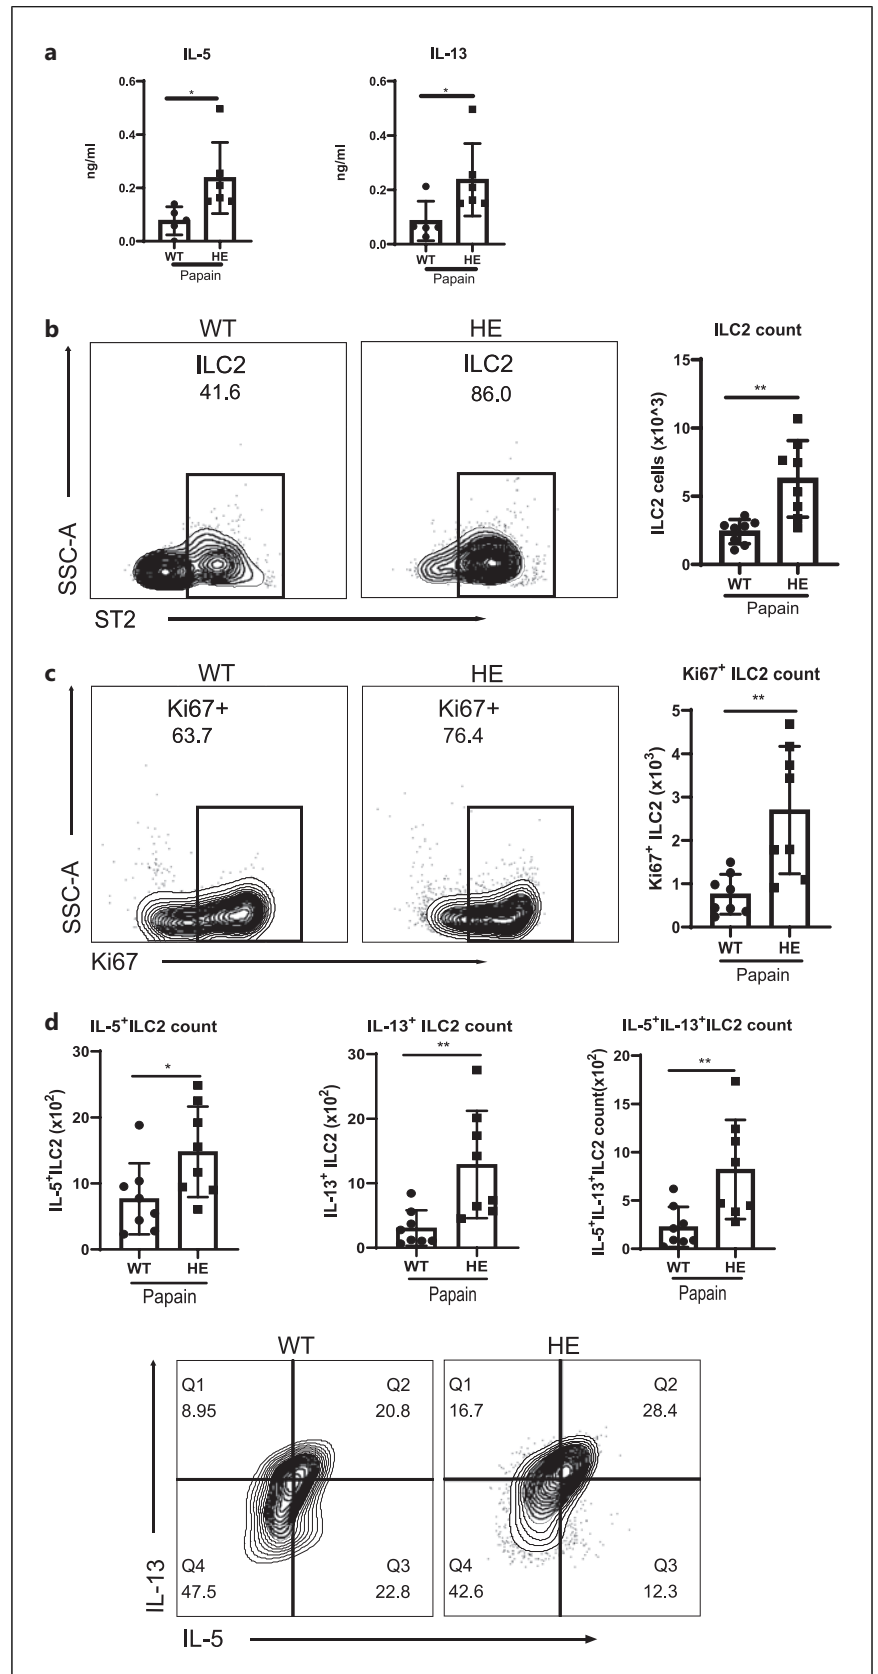 a
IL-5
IL-13
0.6
0.4
0.2
0.0
ng/ml
*
WT
HE
Papain
0.6
0.4
0.2
0.0
ng/ml
*
WT
HE
Papain
b
WT
HE
ILC2
41.6
ILC2
86.0
SSC-A
ST2
ILC2 count
15
10
5
0
ILC2 cells (x10^3)
**
WT
HE
Papain
c
WT
HE
Ki67+
63.7
Ki67+
76.4
SSC-A
Ki67
Ki67⁺ ILC2 count
5
4
3
2
1
0
Ki67⁺ ILC2 (x10³)
**
WT
HE
Papain
d
IL-5⁺ILC2 count
30
20
10
0
IL-5⁺ILC2 (x10²)
*
WT
HE
Papain
IL-13⁺ ILC2 count
30
20
10
0
IL-13⁺ ILC2 (x10²)
**
WT
HE
Papain
IL-5⁺IL-13⁺ILC2 count
20
15
10
5
0
IL-5⁺IL-13⁺ILC2 count(x10²)
**
WT
HE
Papain
WT
HE
Q1
8.95
Q2
20.8
Q4
47.5
Q3
22.8
Q1
16.7
Q2
28.4
Q4
42.6
Q3
12.3
IL-13
IL-5